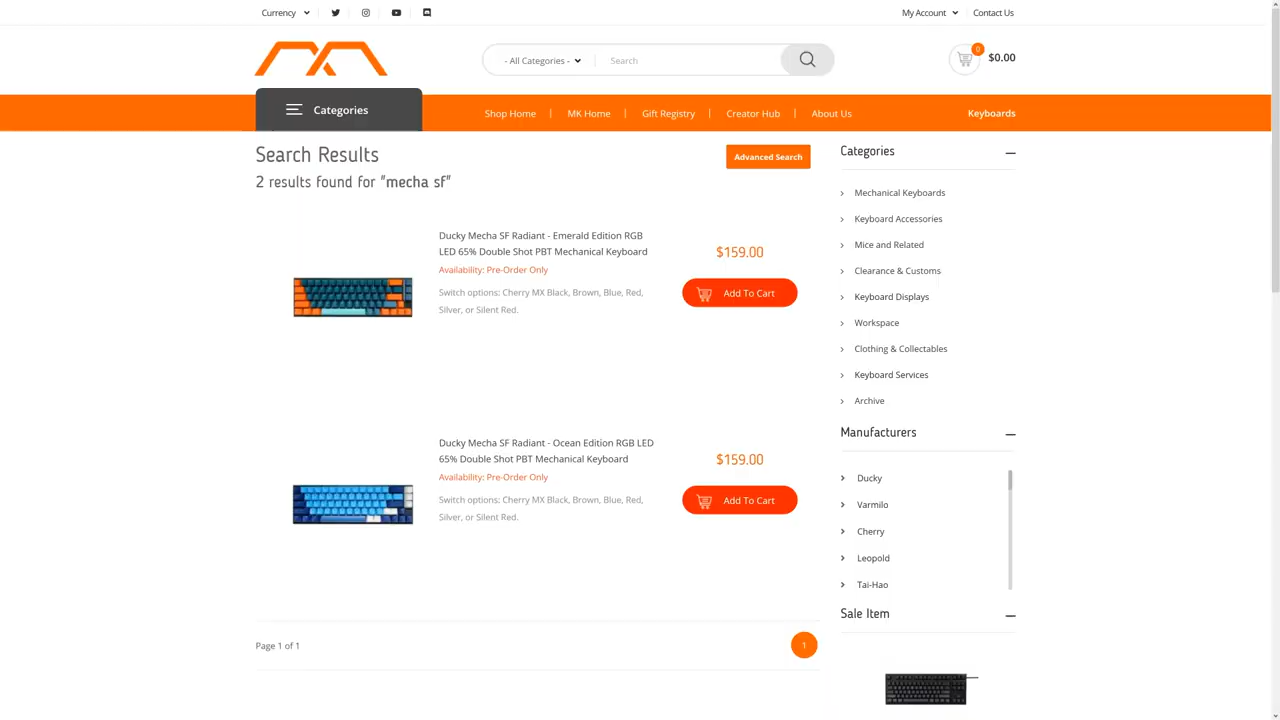 Currency
My Account
Contact Us
- All Categories -
Search
0
$0.00
Categories
Shop Home
MK Home
Gift Registry
Creator Hub
About Us
Keyboards
Search Results
2 results found for "mecha sf"
Advanced Search
Ducky Mecha SF Radiant - Emerald Edition RGB
LED 65% Double Shot PBT Mechanical Keyboard
Availability: Pre-Order Only
Switch options: Cherry MX Black, Brown, Blue, Red,
Silver, or Silent Red.
$159.00
Add To Cart
Ducky Mecha SF Radiant - Ocean Edition RGB LED
65% Double Shot PBT Mechanical Keyboard
Availability: Pre-Order Only
Switch options: Cherry MX Black, Brown, Blue, Red,
Silver, or Silent Red.
$159.00
Add To Cart
Page 1 of 1
1
Categories
Mechanical Keyboards
Keyboard Accessories
Mice and Related
Clearance & Customs
Keyboard Displays
Workspace
Clothing & Collectables
Keyboard Services
Archive
Manufacturers
Ducky
Varmilo
Cherry
Leopold
Tai-Hao
Sale Item